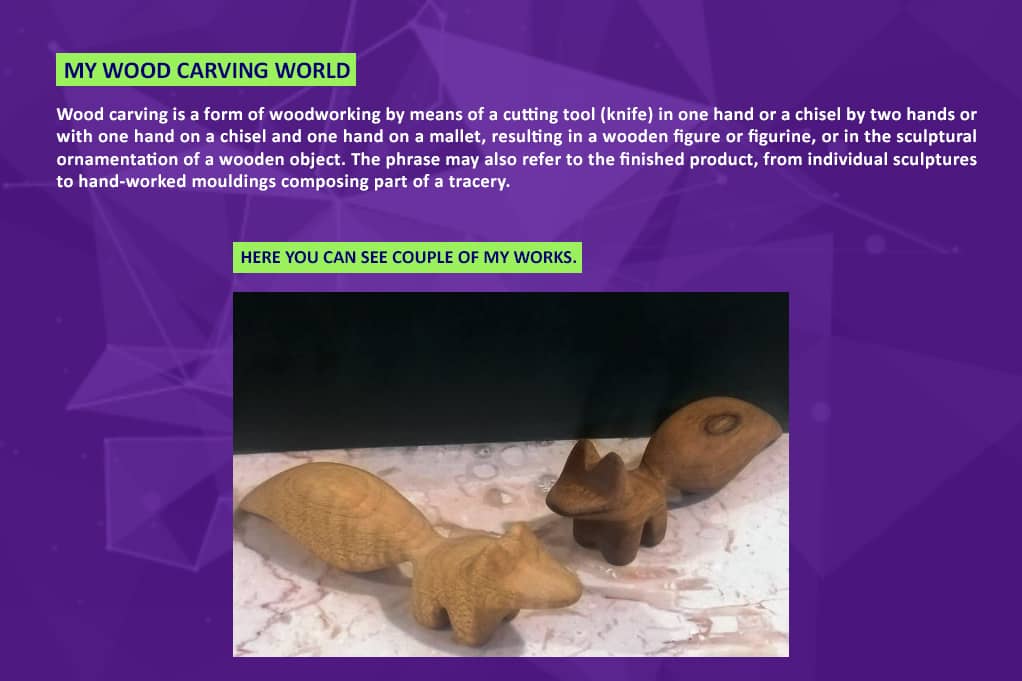 MY WOOD CARVING WORLD
Wood carving is a form of woodworking by means of a cutting tool (knife) in one hand or a chisel by two hands or
with one hand on a chisel and one hand on a mallet, resulting in a wooden figure or figurine, or in the sculptural
ornamentation of a wooden object. The phrase may also refer to the finished product, from individual sculptures
to hand-worked mouldings composing part of a tracery.
HERE YOU CAN SEE COUPLE OF MY WORKS.